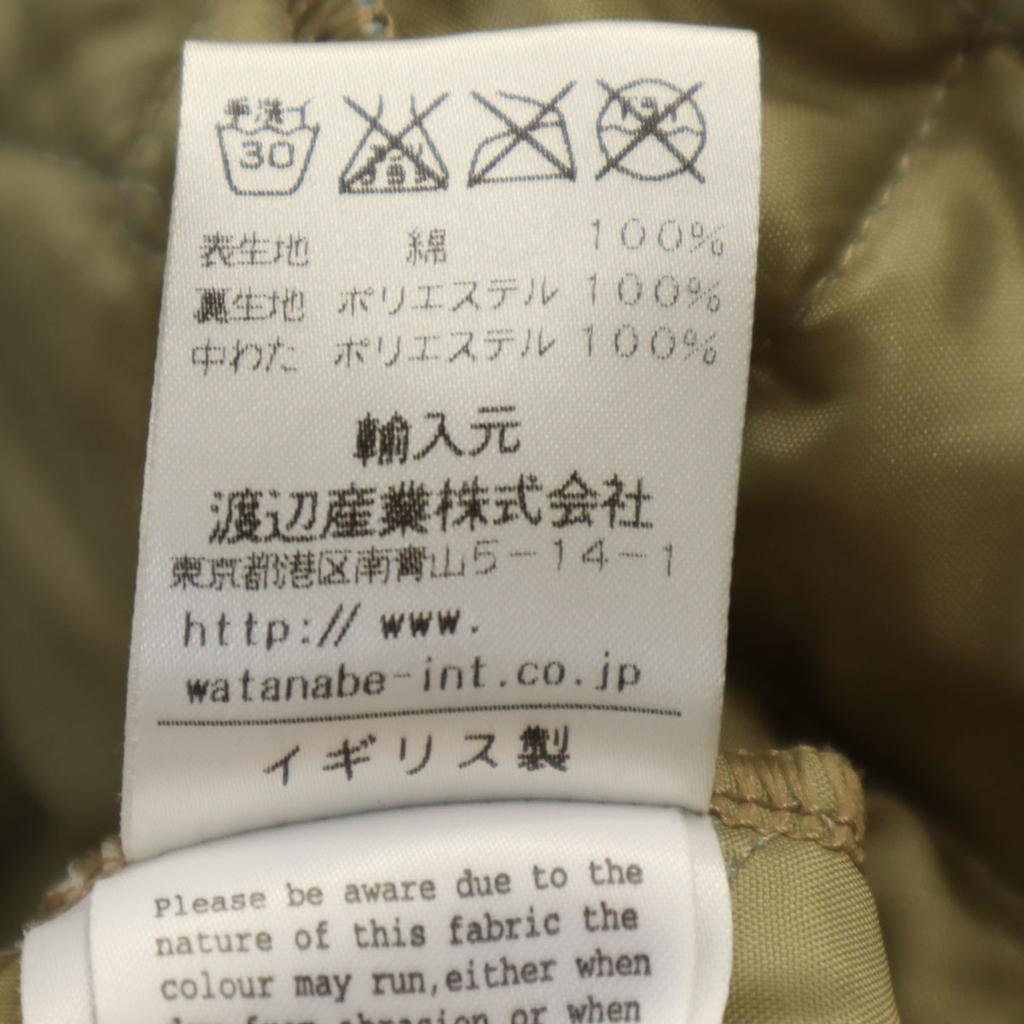 手洗イ
30
表生地 綿 100%
裏生地 ポリエステル 100%
中わた ポリエステル 100%
輸入元
渡辺産業株式会社
東京都港区南青山5-14-1
http://www.
watanabe-int.co.jp
イギリス製
Please be aware due to the
nature of this fabric the
colour may run,either when
from abrasion or when